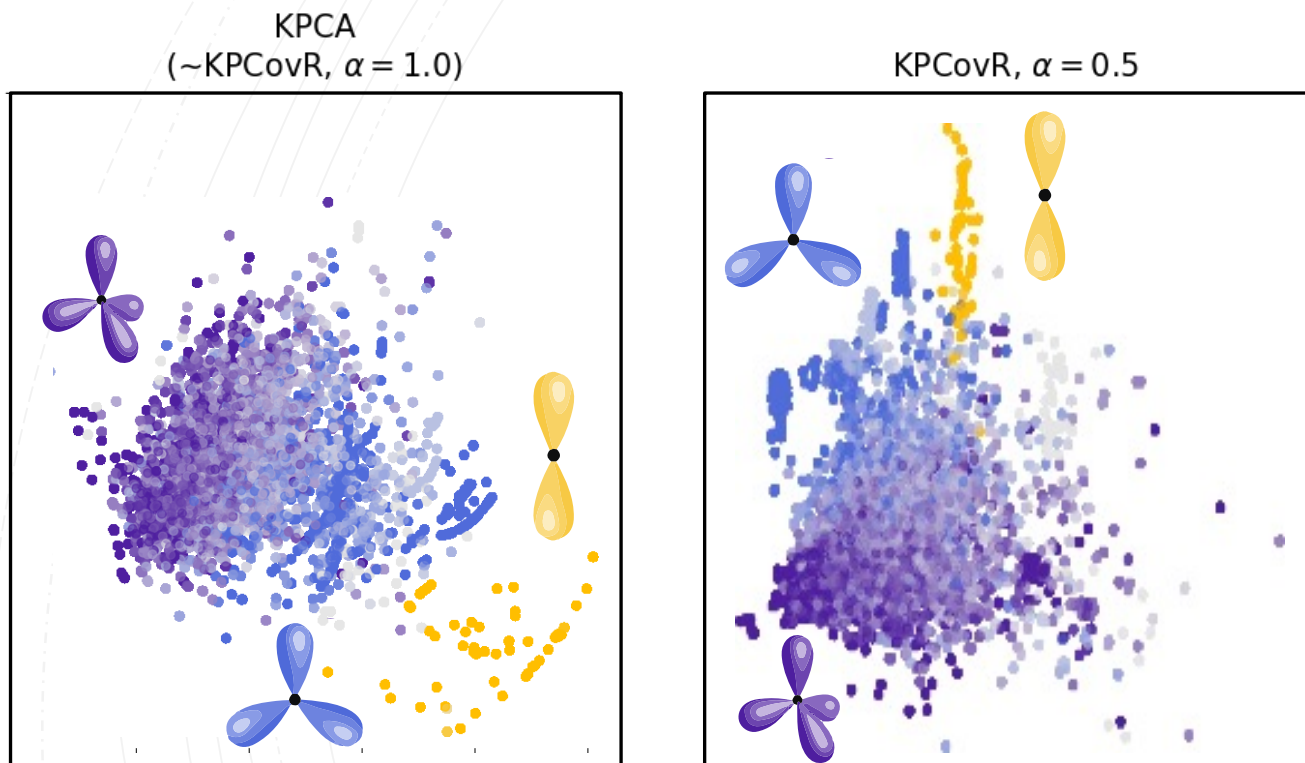 KPCA
(~KPCovR, α = 1.0)
KPCovR, α = 0.5